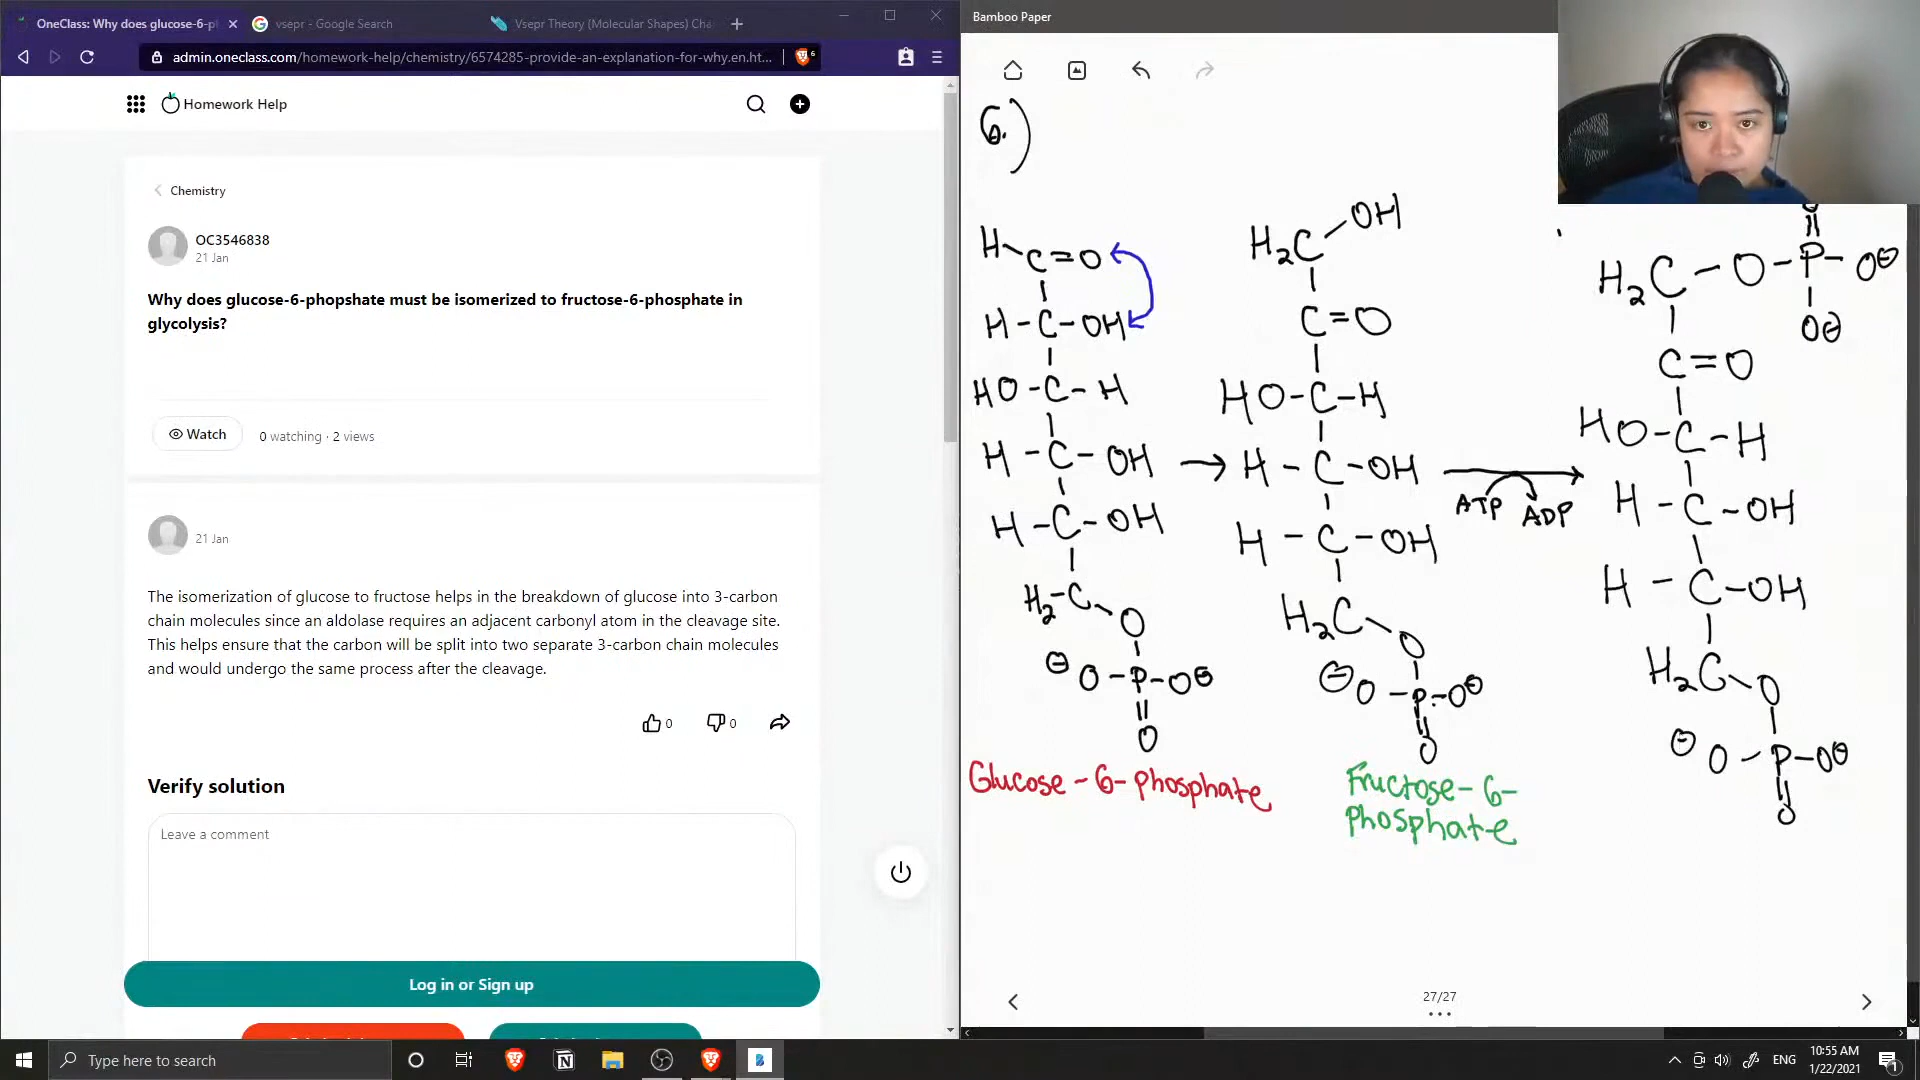 OneClass: Why does glucose-6-pl
vsepr - Google Search
Vsepr Theory (Molecular Shapes) Cha
admin.oneclass.com/homework-help/chemistry/6574285-provide-an-explanation-for-why.en.ht...
6
Homework Help
Chemistry
OC3546838
21 Jan
Why does glucose-6-phopshate must be isomerized to fructose-6-phosphate in
glycolysis?
Watch
0 watching · 2 views
21 Jan
The isomerization of glucose to fructose helps in the breakdown of glucose into 3-carbon
chain molecules since an aldolase requires an adjacent carbonyl atom in the cleavage site.
This helps ensure that the carbon will be split into two separate 3-carbon chain molecules
and would undergo the same process after the cleavage.
0
0
Verify solution
Leave a comment
Log in or Sign up
Bamboo Paper
6.)
H-C=O
H-C-OH
HO-C-H
H-C-OH
H-C-OH
H2-C-O
⊖O-P-O⊖
O
Glucose-6-phosphate
→
H2C-OH
C=O
HO-C-H
H-C-OH
H-C-OH
H2C-O
⊖O-P-O⊖
O
Fructose-6-
phosphate
ATP ADP
H2C-O-P-O⊖
O⊖
C=O
HO-C-H
H-C-OH
H-C-OH
H2C-O
⊖O-P-O⊖
O
27/27
Type here to search
ENG
10:55 AM
1/22/2021
1